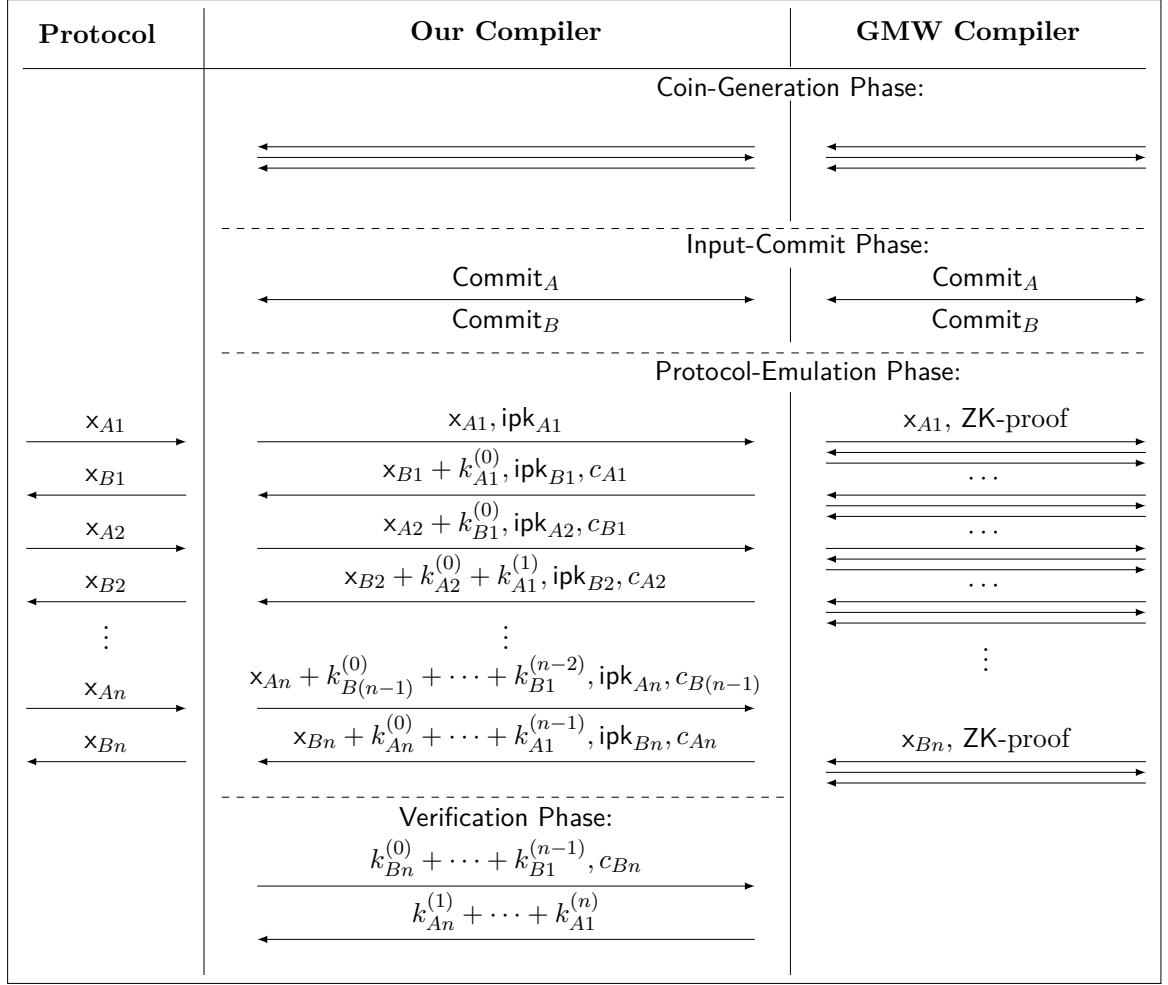 Protocol Our Compiler GMW Compiler
Coin-Generation Phase:
Input-Commit Phase:
Commit_A Commit_A
Commit_B Commit_B
Protocol-Emulation Phase:
x_{A1} x_{A1}, ipk_{A1} x_{A1}, ZK-proof
x_{B1} x_{B1} + k_{A1}^{(0)}, ipk_{B1}, c_{A1} ...
x_{A2} x_{A2} + k_{B1}^{(0)}, ipk_{A2}, c_{B1} ...
x_{B2} x_{B2} + k_{A2}^{(0)} + k_{A1}^{(1)}, ipk_{B2}, c_{A2} ...
⋮ ⋮ ⋮
x_{An} x_{An} + k_{B(n-1)}^{(0)} + ⋯ + k_{B1}^{(n-2)}, ipk_{An}, c_{B(n-1)}
x_{Bn} x_{Bn} + k_{An}^{(0)} + ⋯ + k_{A1}^{(n-1)}, ipk_{Bn}, c_{An} x_{Bn}, ZK-proof
Verification Phase:
k_{Bn}^{(0)} + ⋯ + k_{B1}^{(n-1)}, c_{Bn}
k_{An}^{(1)} + ⋯ + k_{A1}^{(n)}